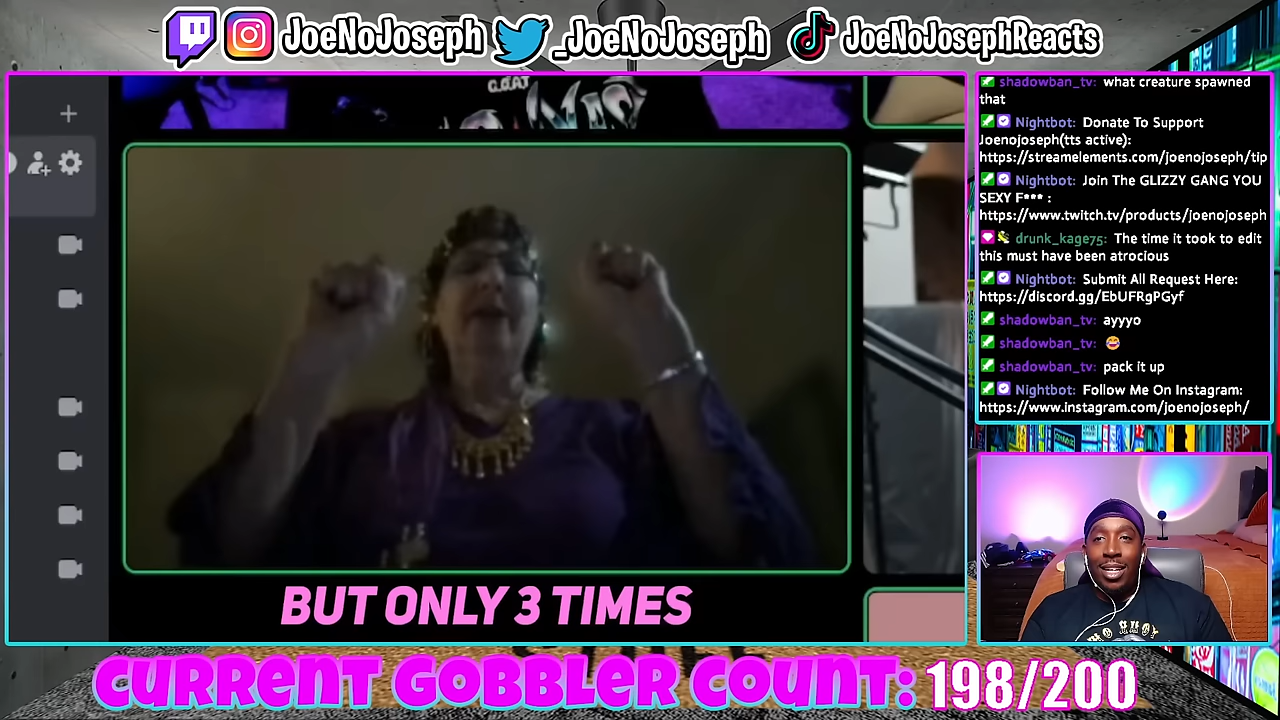 JoeNoJoseph _JoeNoJoseph JoeNoJosephReacts
G.O.A.T
shadowban_tv: what creature spawned
that
Nightbot: Donate To Support
Joenojoseph(tts active):
https://streamelements.com/joenojoseph/tip
Nightbot: Join The GLIZZY GANG YOU
SEXY F*** :
https://www.twitch.tv/products/joenojoseph
drunk_kage75: The time it took to edit
this must have been atrocious
Nightbot: Submit All Request Here:
https://discord.gg/EbUFRgPGyf
shadowban_tv: ayyyo
shadowban_tv: 😂
shadowban_tv: pack it up
Nightbot: Follow Me On Instagram:
https://www.instagram.com/joenojoseph/
BUT ONLY 3 TIMES
CURRENT GOBBLER COUNT: 198/200